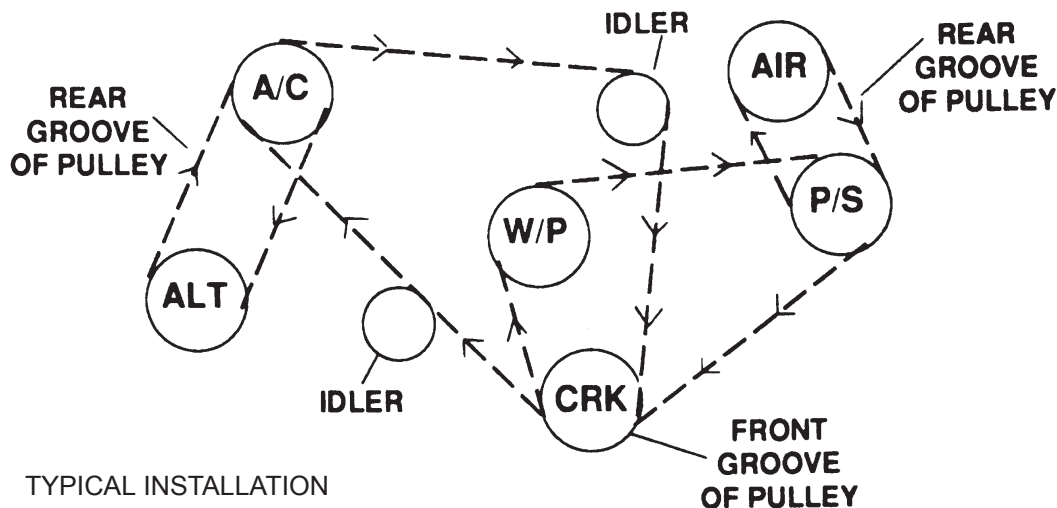 IDLER
AIR
REAR
GROOVE
OF PULLEY
A/C
REAR
GROOVE
OF PULLEY
P/S
W/P
ALT
IDLER
CRK
FRONT
GROOVE
OF PULLEY
TYPICAL INSTALLATION